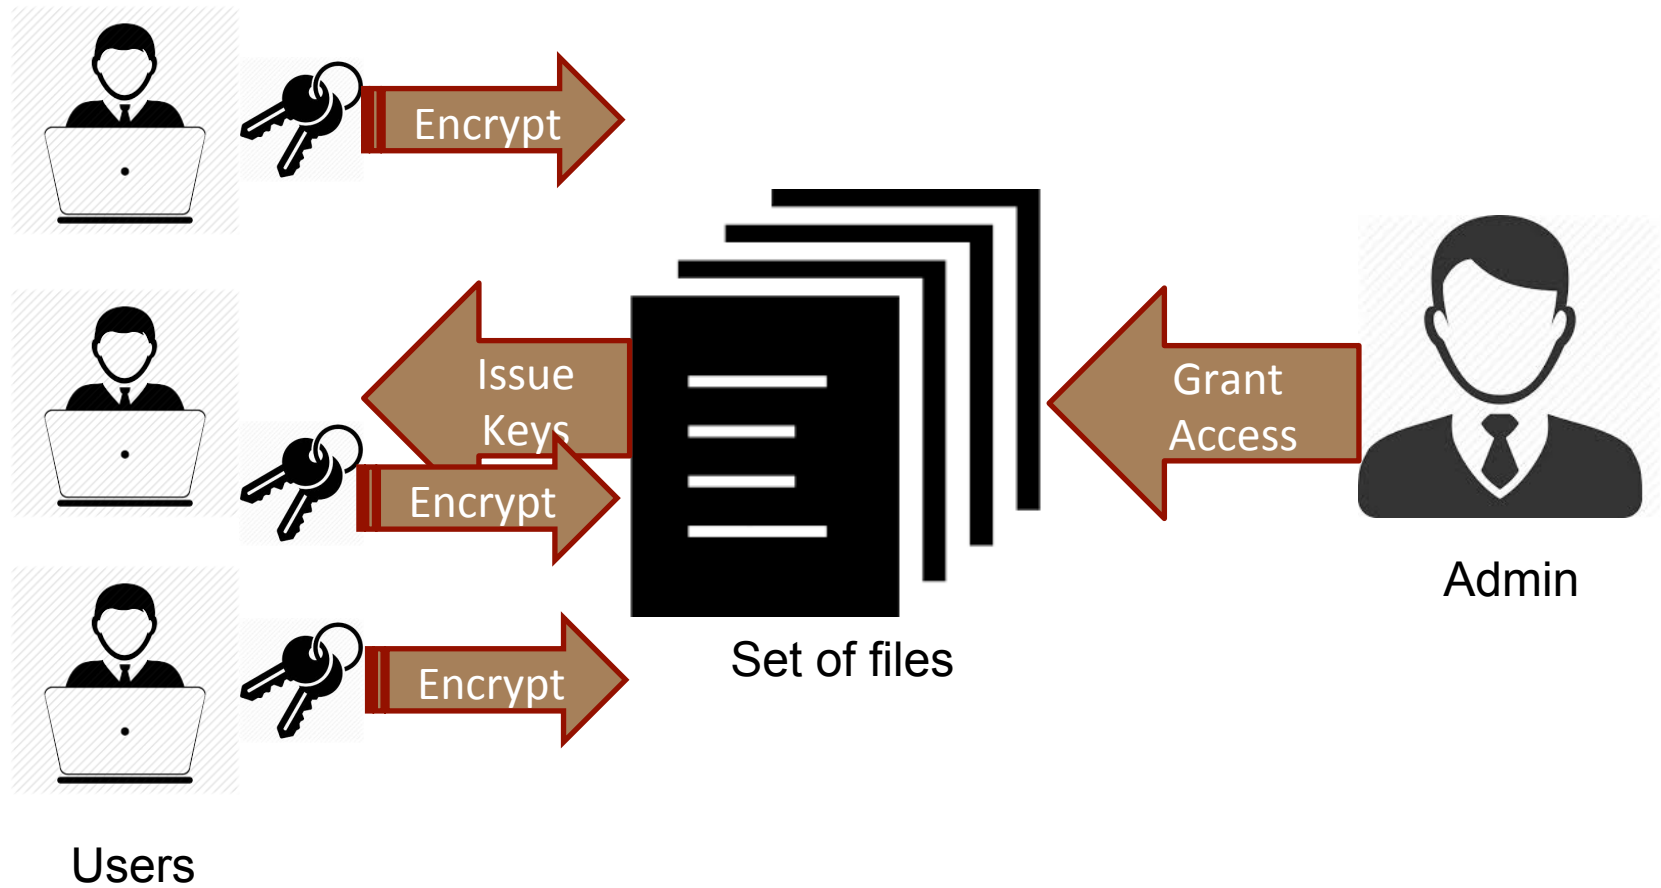 Encrypt
Issue
Keys
Grant
Access
Encrypt
Admin
Set of files
Encrypt
Users